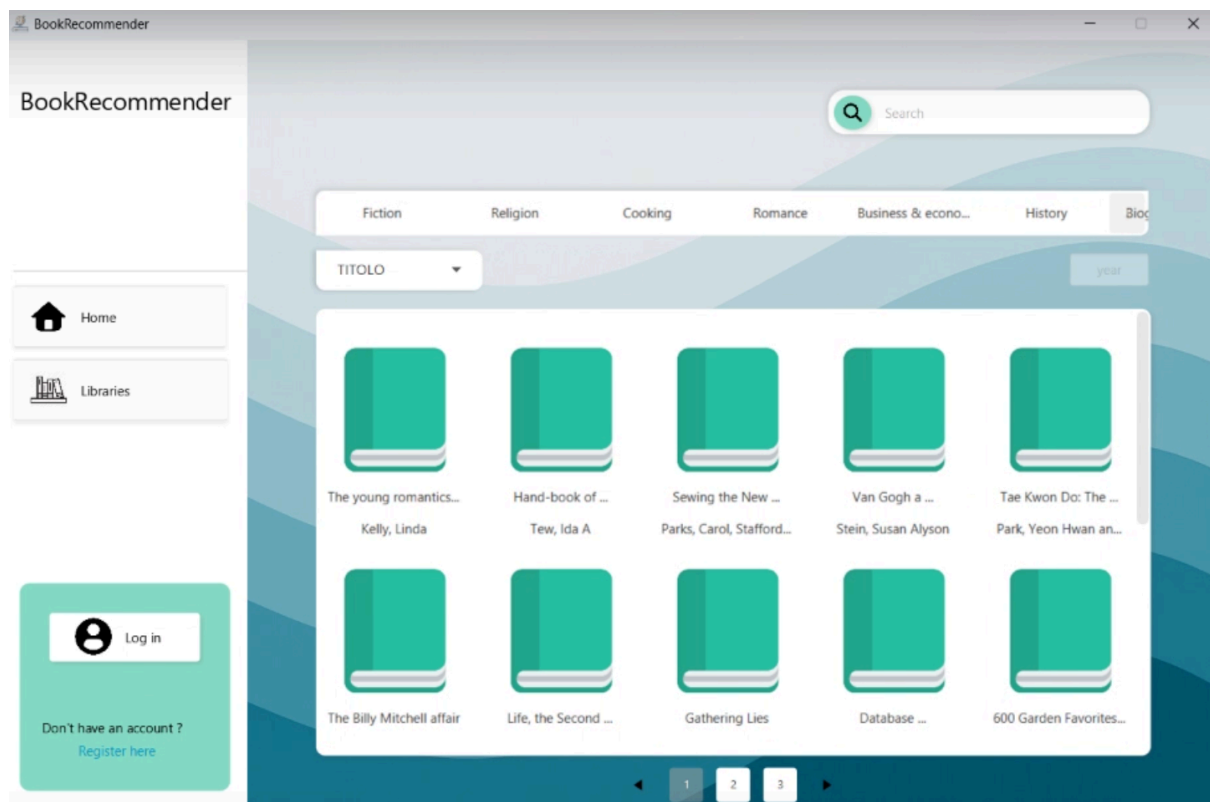 BookRecommender
BookRecommender
Search
Fiction Religion Cooking Romance Business & econo... History Biog
TITOLO year
Home
Libraries
The young romantics... Hand-book of ... Sewing the New ... Van Gogh a ... Tae Kwon Do: The ...
Kelly, Linda Tew, Ida A Parks, Carol, Stafford... Stein, Susan Alyson Park, Yeon Hwan an...
The Billy Mitchell affair Life, the Second ... Gathering Lies Database ... 600 Garden Favorites...
Log in
Don't have an account ?
Register here
1 2 3